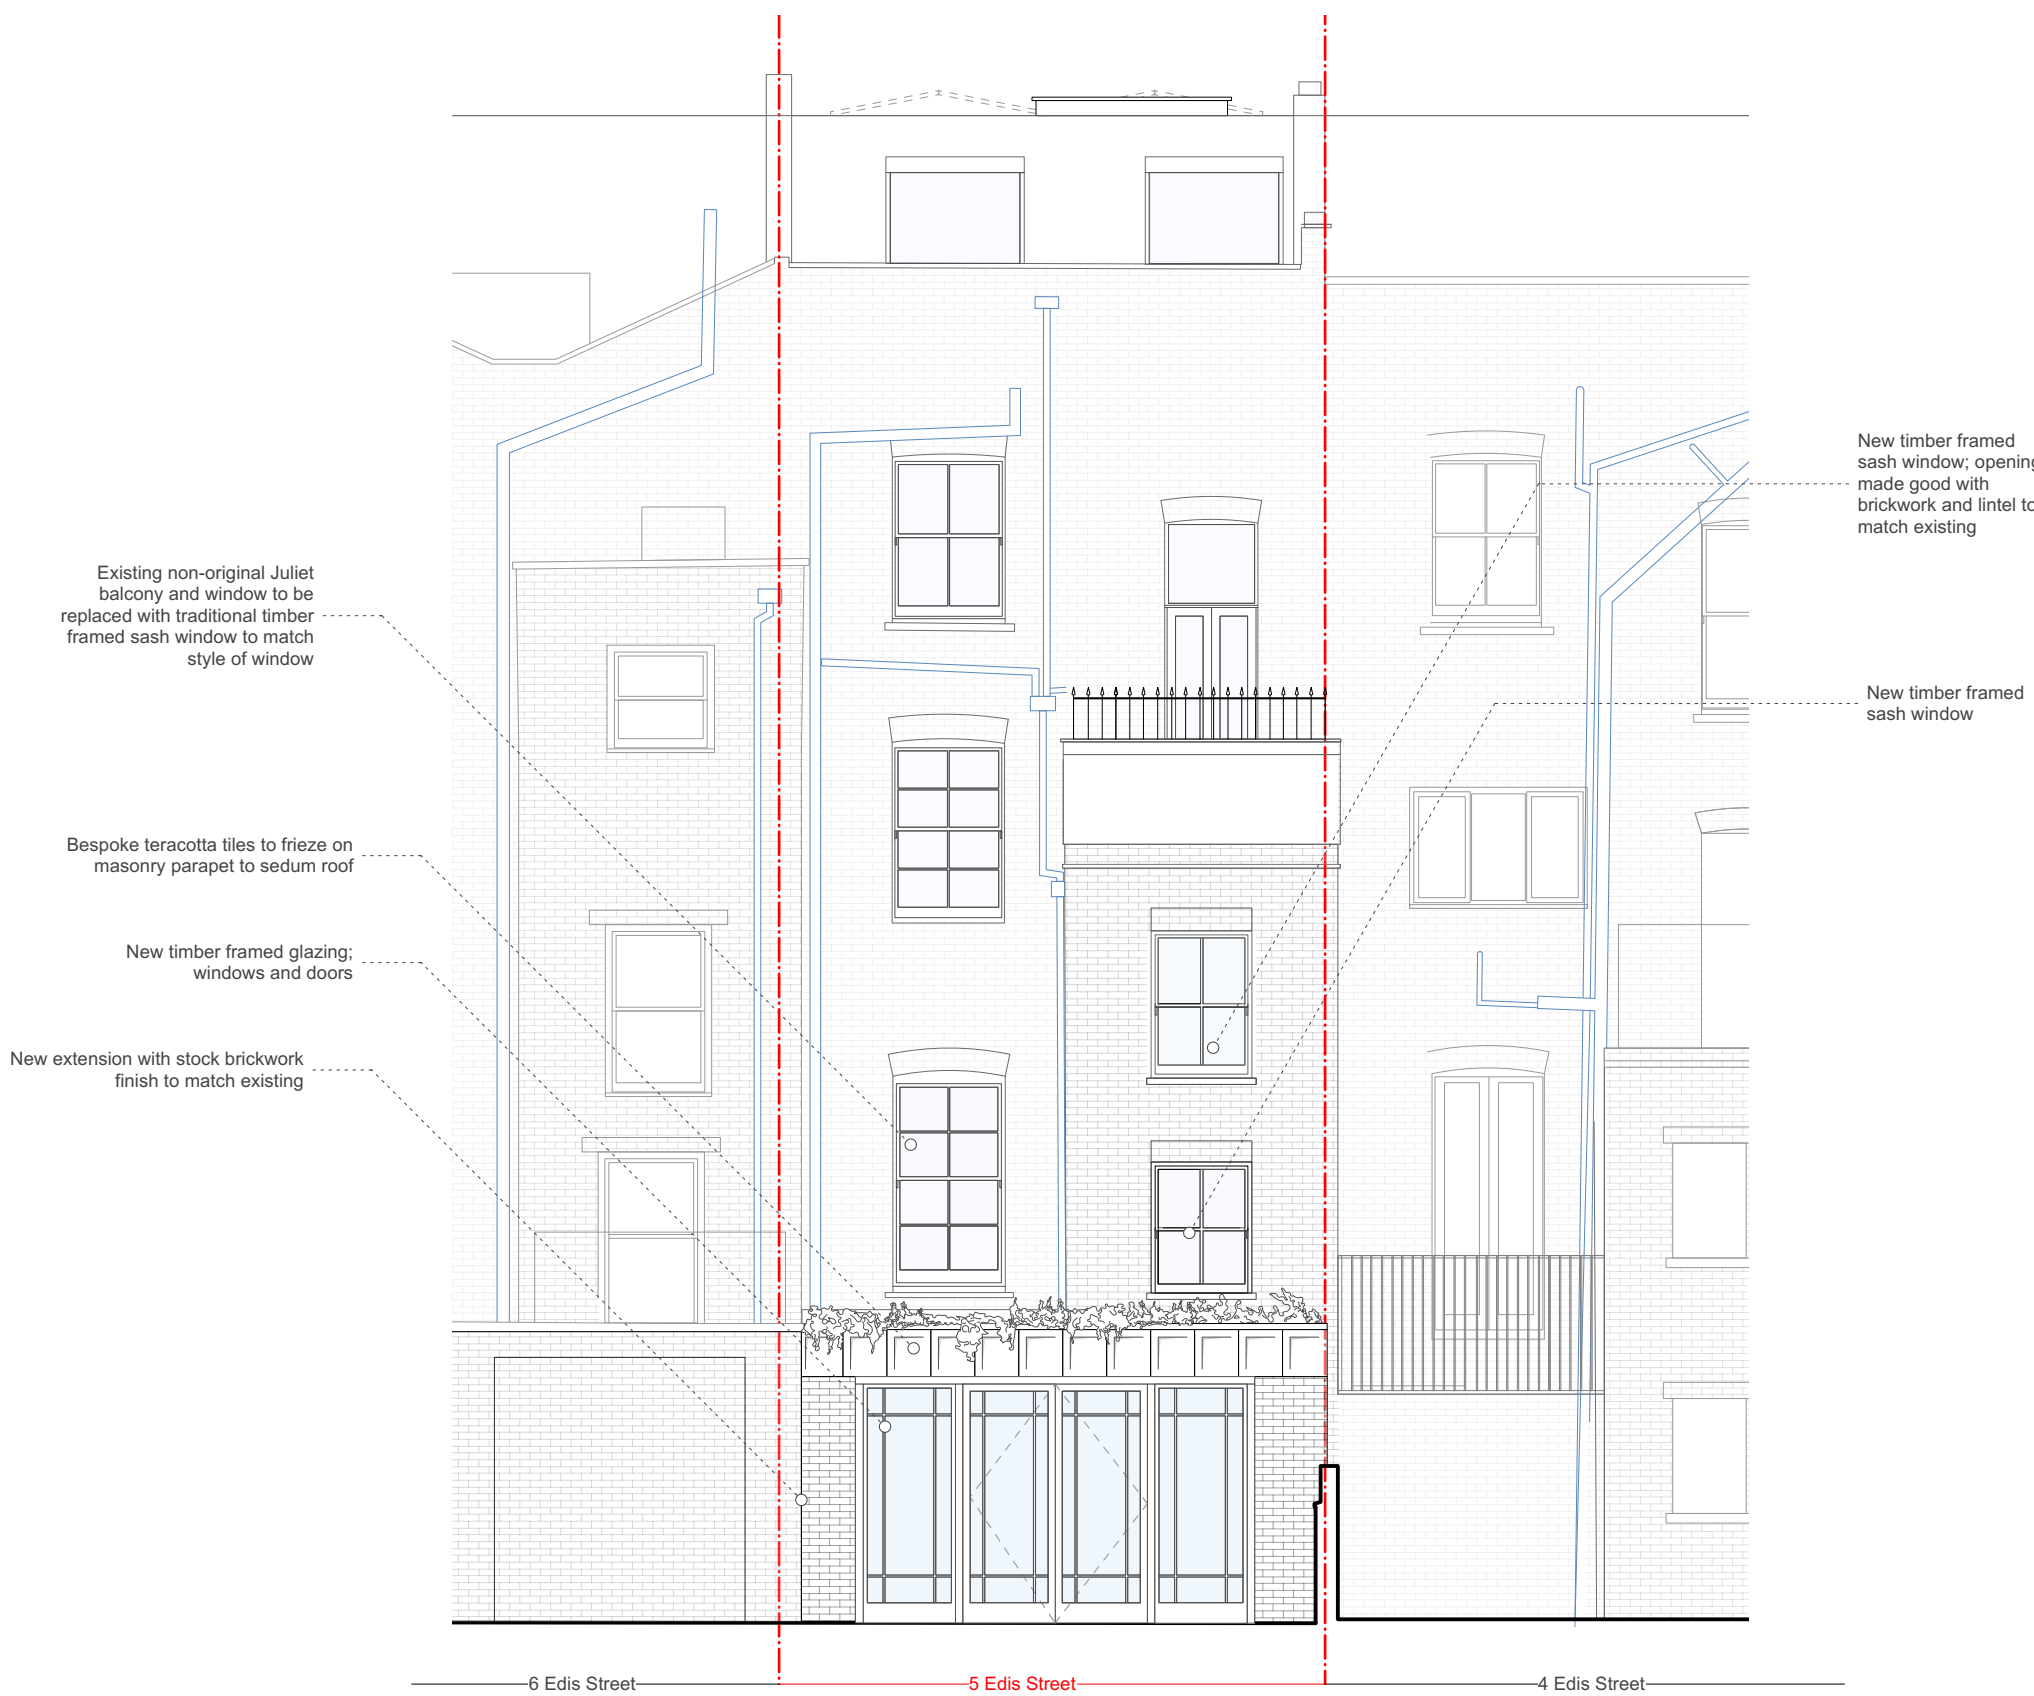 New timber framed
sash window; opening
made good with
brickwork and lintel to
match existing
Existing non-original Juliet
balcony and window to be
replaced with traditional timber
framed sash window to match
style of window
New timber framed
sash window
Bespoke teracotta tiles to frieze on
masonry parapet to sedum roof
New timber framed glazing;
windows and doors
New extension with stock brickwork
finish to match existing
6 Edis Street
5 Edis Street
4 Edis Street